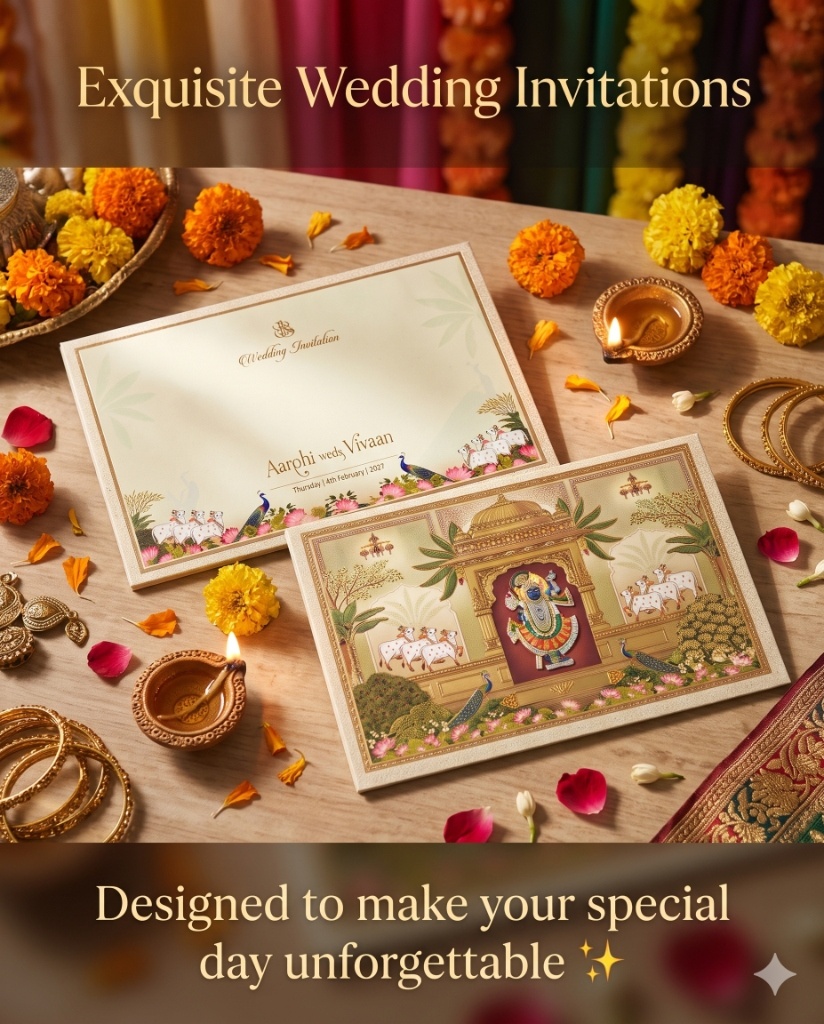 Exquisite Wedding Invitations
Wedding Invitation
Aarohi weds Vivaan
Thursday | 4th February | 2027
Designed to make your special
day unforgettable ✨